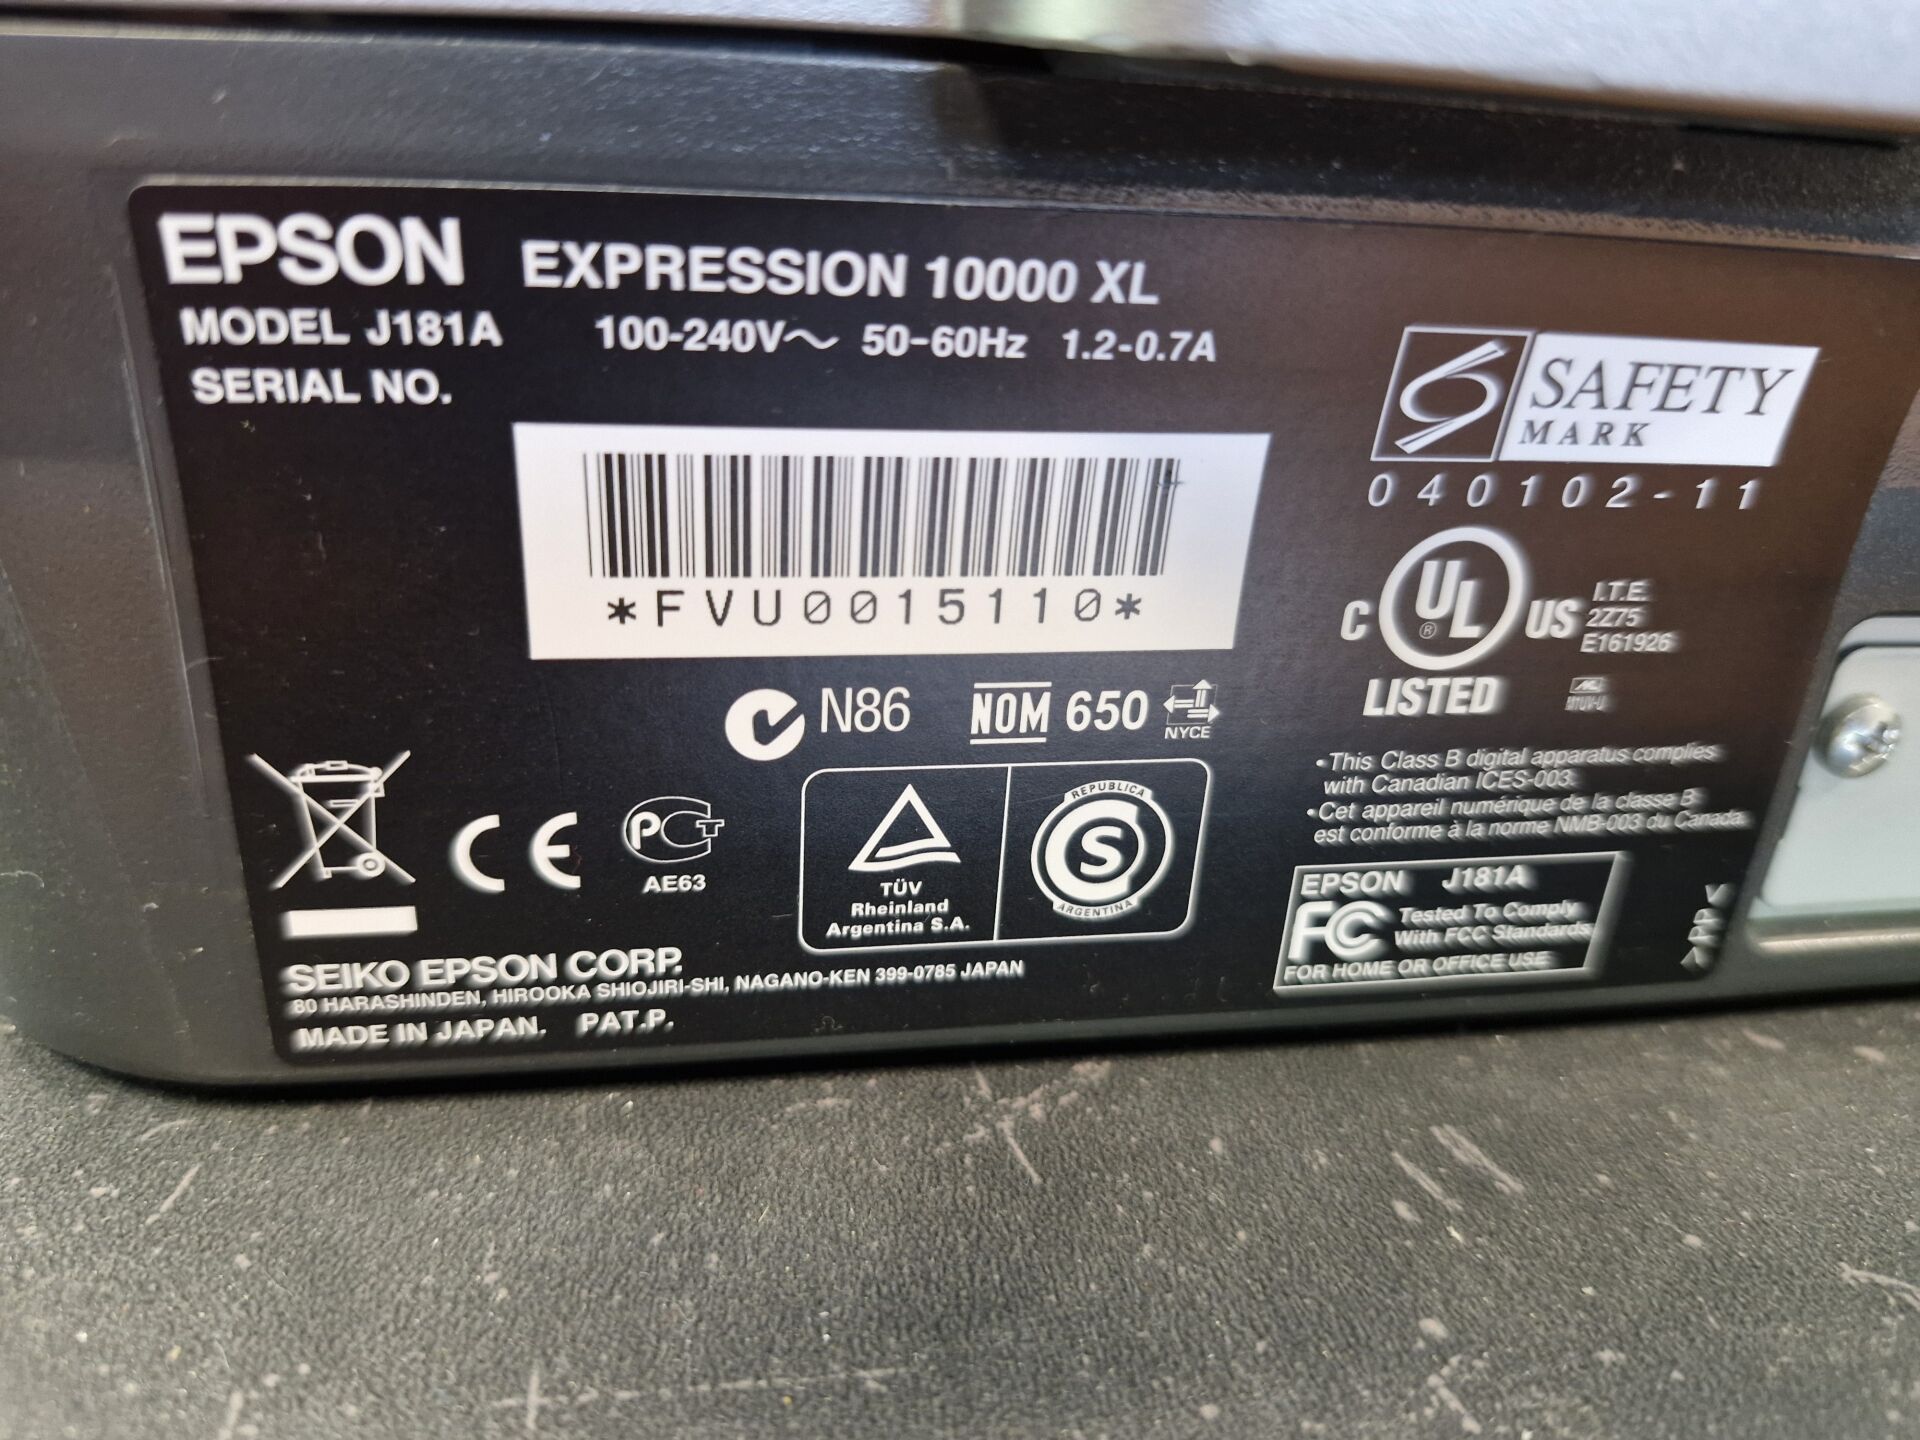 EPSON EXPRESSION 10000 XL
MODEL J181A 100-240V～ 50-60Hz 1.2-0.7A
SERIAL NO.
*FVU0015110*
SAFETY
MARK
040102-11
C UL ® US
I.T.E.
2Z75
E161926
LISTED
N86 NOM 650
NYCE
• This Class B digital apparatus complies
with Canadian ICES-003.
• Cet appareil numérique de la classe B
est conforme à la norme NMB-003 du Canada.
CE
PCT
AE63
TÜV
Rheinland
Argentina S.A.
REPUBLICA
S
ARGENTINA
EPSON J181A
FC Tested To Comply
With FCC Standards
FOR HOME OR OFFICE USE
>PP<
SEIKO EPSON CORP.
80 HARASHINDEN, HIROOKA SHIOJIRI-SHI, NAGANO-KEN 399-0785 JAPAN
MADE IN JAPAN. PAT.P.